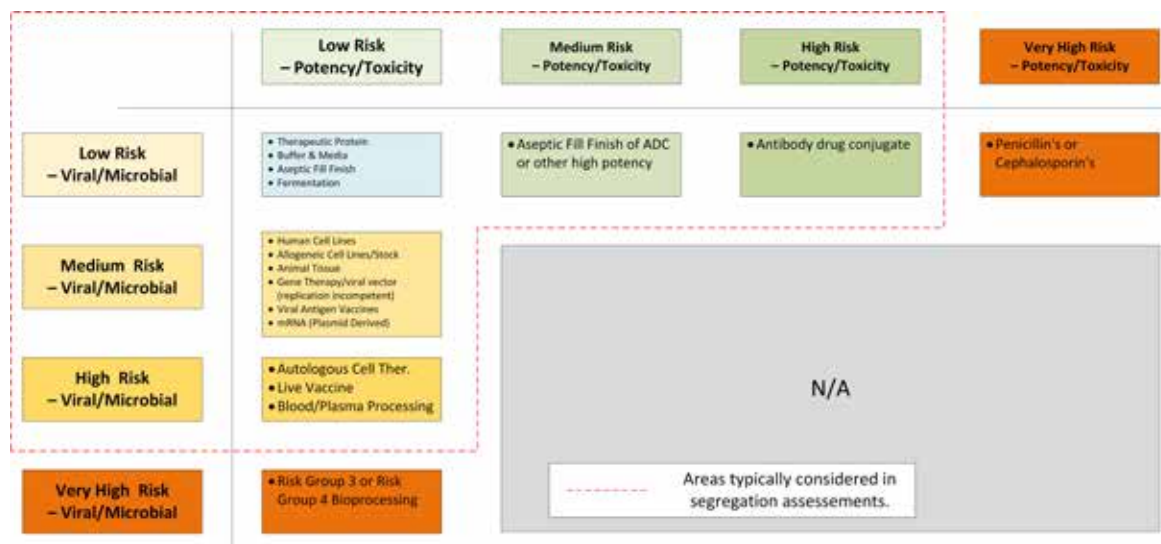 Low Risk
– Potency/Toxicity
Medium Risk
– Potency/Toxicity
High Risk
– Potency/Toxicity
Very High Risk
– Potency/Toxicity
Low Risk
– Viral/Microbial
• Therapeutic Protein
• Buffer & Media
• Aseptic Fill Finish
• Fermentation
• Aseptic Fill Finish of ADC
or other high potency
• Antibody drug conjugate
• Penicillin's or
Cephalosporin's
Medium Risk
– Viral/Microbial
• Human Cell Lines
• Allogeneic Cell Lines/Stock
• Animal Tissue
• Gene Therapy/viral vector
(replication incompetent)
• Viral Antigen Vaccines
• mRNA (Plasmid Derived)
High Risk
– Viral/Microbial
• Autologous Cell Ther.
• Live Vaccine
• Blood/Plasma Processing
N/A
Very High Risk
– Viral/Microbial
• Risk Group 3 or Risk
Group 4 Bioprocessing
Areas typically considered in
segregation assessements.